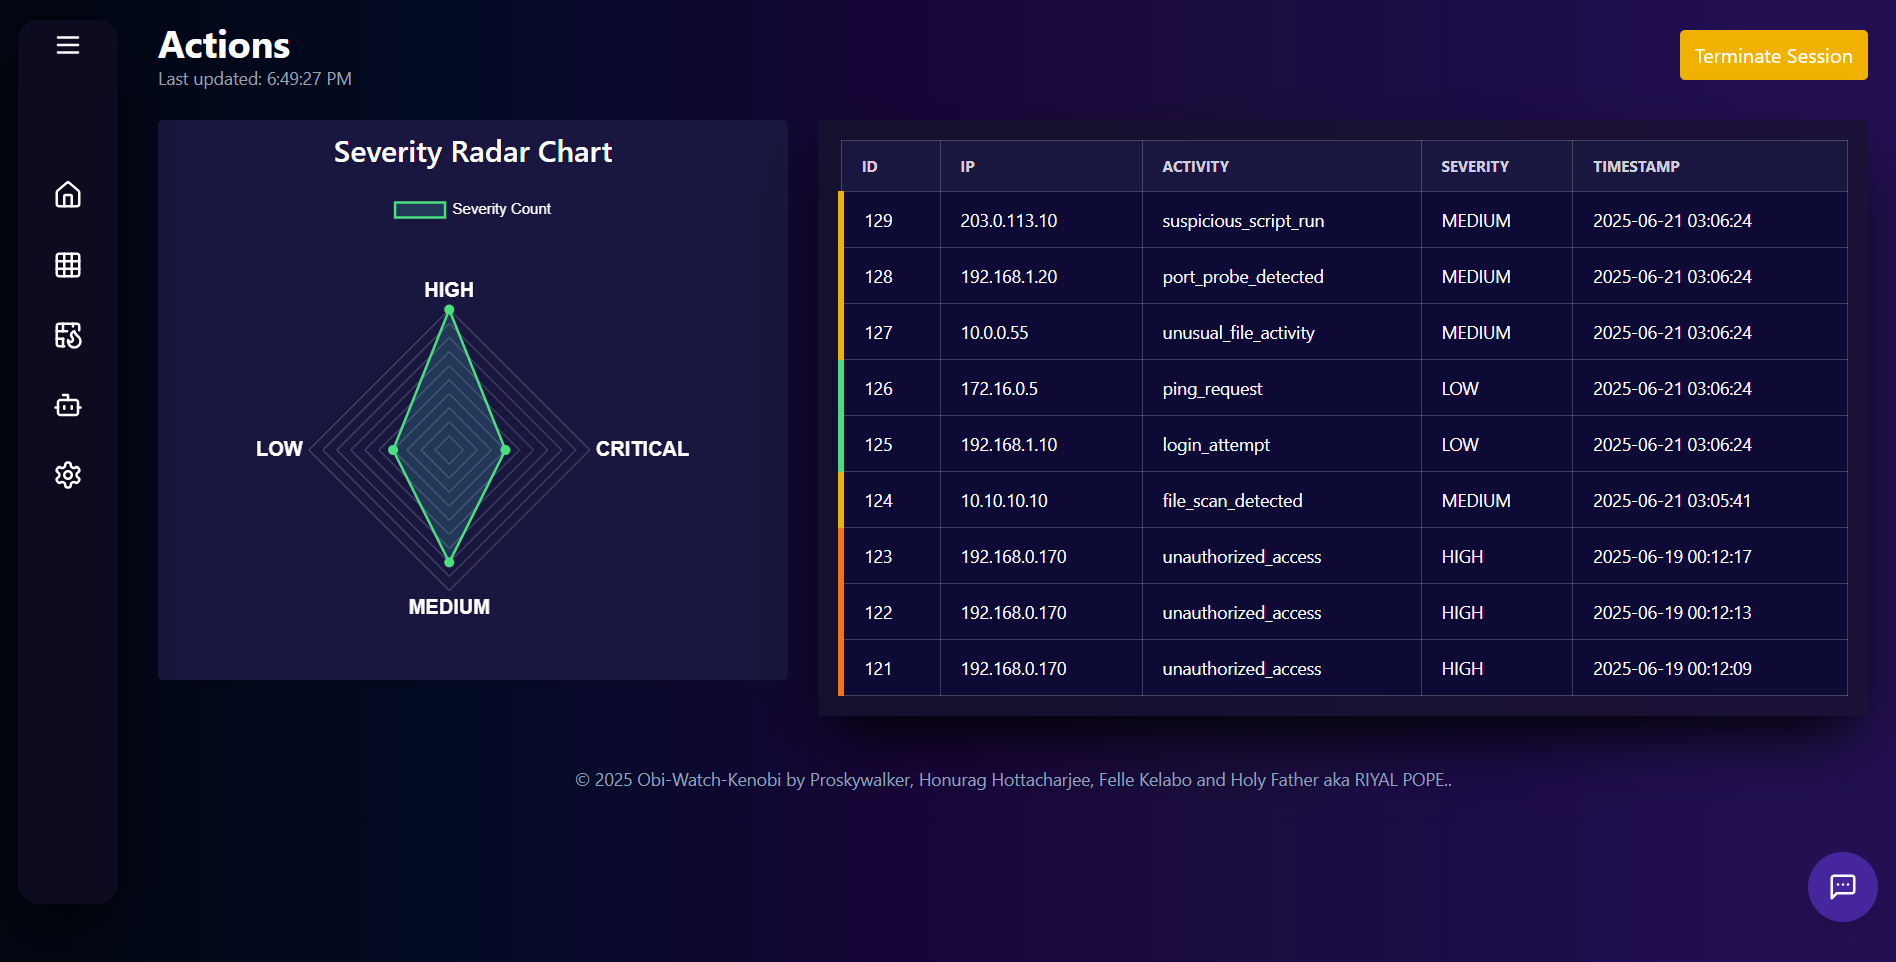 Actions
Last updated: 6:49:27 PM
Terminate Session
Severity Radar Chart
Severity Count
HIGH
LOW
CRITICAL
MEDIUM
ID IP ACTIVITY SEVERITY TIMESTAMP
129 203.0.113.10 suspicious_script_run MEDIUM 2025-06-21 03:06:24
128 192.168.1.20 port_probe_detected MEDIUM 2025-06-21 03:06:24
127 10.0.0.55 unusual_file_activity MEDIUM 2025-06-21 03:06:24
126 172.16.0.5 ping_request LOW 2025-06-21 03:06:24
125 192.168.1.10 login_attempt LOW 2025-06-21 03:06:24
124 10.10.10.10 file_scan_detected MEDIUM 2025-06-21 03:05:41
123 192.168.0.170 unauthorized_access HIGH 2025-06-19 00:12:17
122 192.168.0.170 unauthorized_access HIGH 2025-06-19 00:12:13
121 192.168.0.170 unauthorized_access HIGH 2025-06-19 00:12:09
© 2025 Obi-Watch-Kenobi by Proskywalker, Honurag Hottacharjee, Felle Kelabo and Holy Father aka RIYAL POPE..